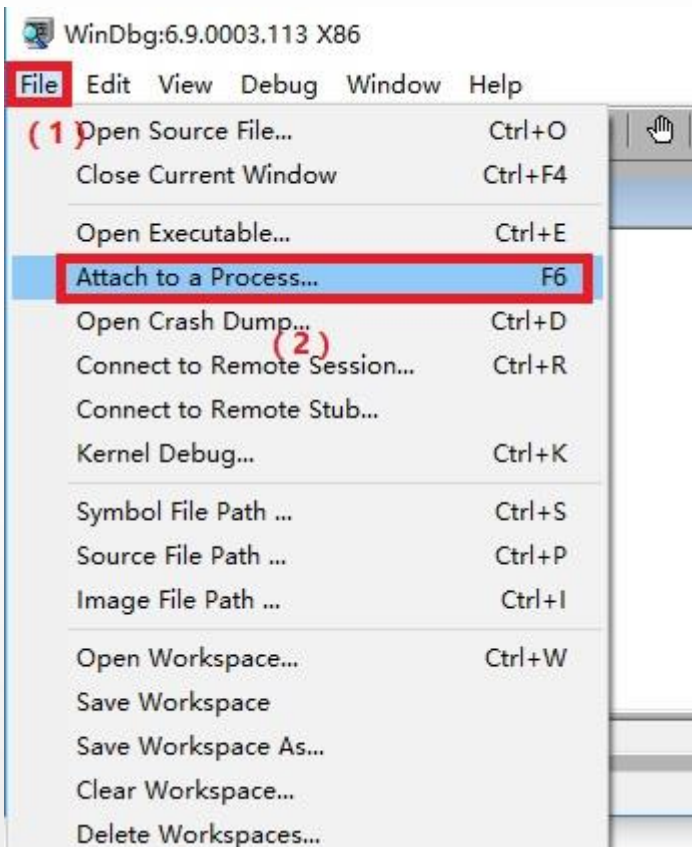 WinDbg:6.9.0003.113 X86
File Edit View Debug Window Help
(1) Open Source File... Ctrl+O
Close Current Window Ctrl+F4
Open Executable... Ctrl+E
Attach to a Process... F6
Open Crash Dump... Ctrl+D
(2)
Connect to Remote Session... Ctrl+R
Connect to Remote Stub...
Kernel Debug... Ctrl+K
Symbol File Path ... Ctrl+S
Source File Path ... Ctrl+P
Image File Path ... Ctrl+I
Open Workspace... Ctrl+W
Save Workspace
Save Workspace As...
Clear Workspace...
Delete Workspaces...